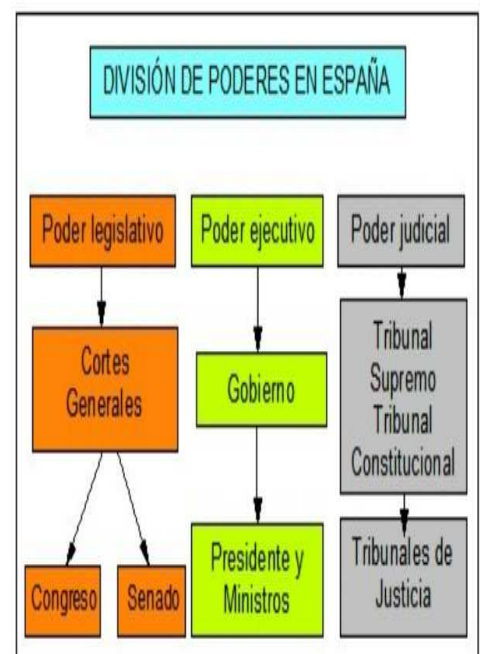 DIVISIÓN DE PODERES EN ESPAÑA
Poder legislativo
Cortes
Generales
Congreso
Senado
Poder ejecutivo
Gobierno
Presidente y
Ministros
Poder judicial
Tribunal
Supremo
Tribunal
Constitucional
Tribunales de
Justicia